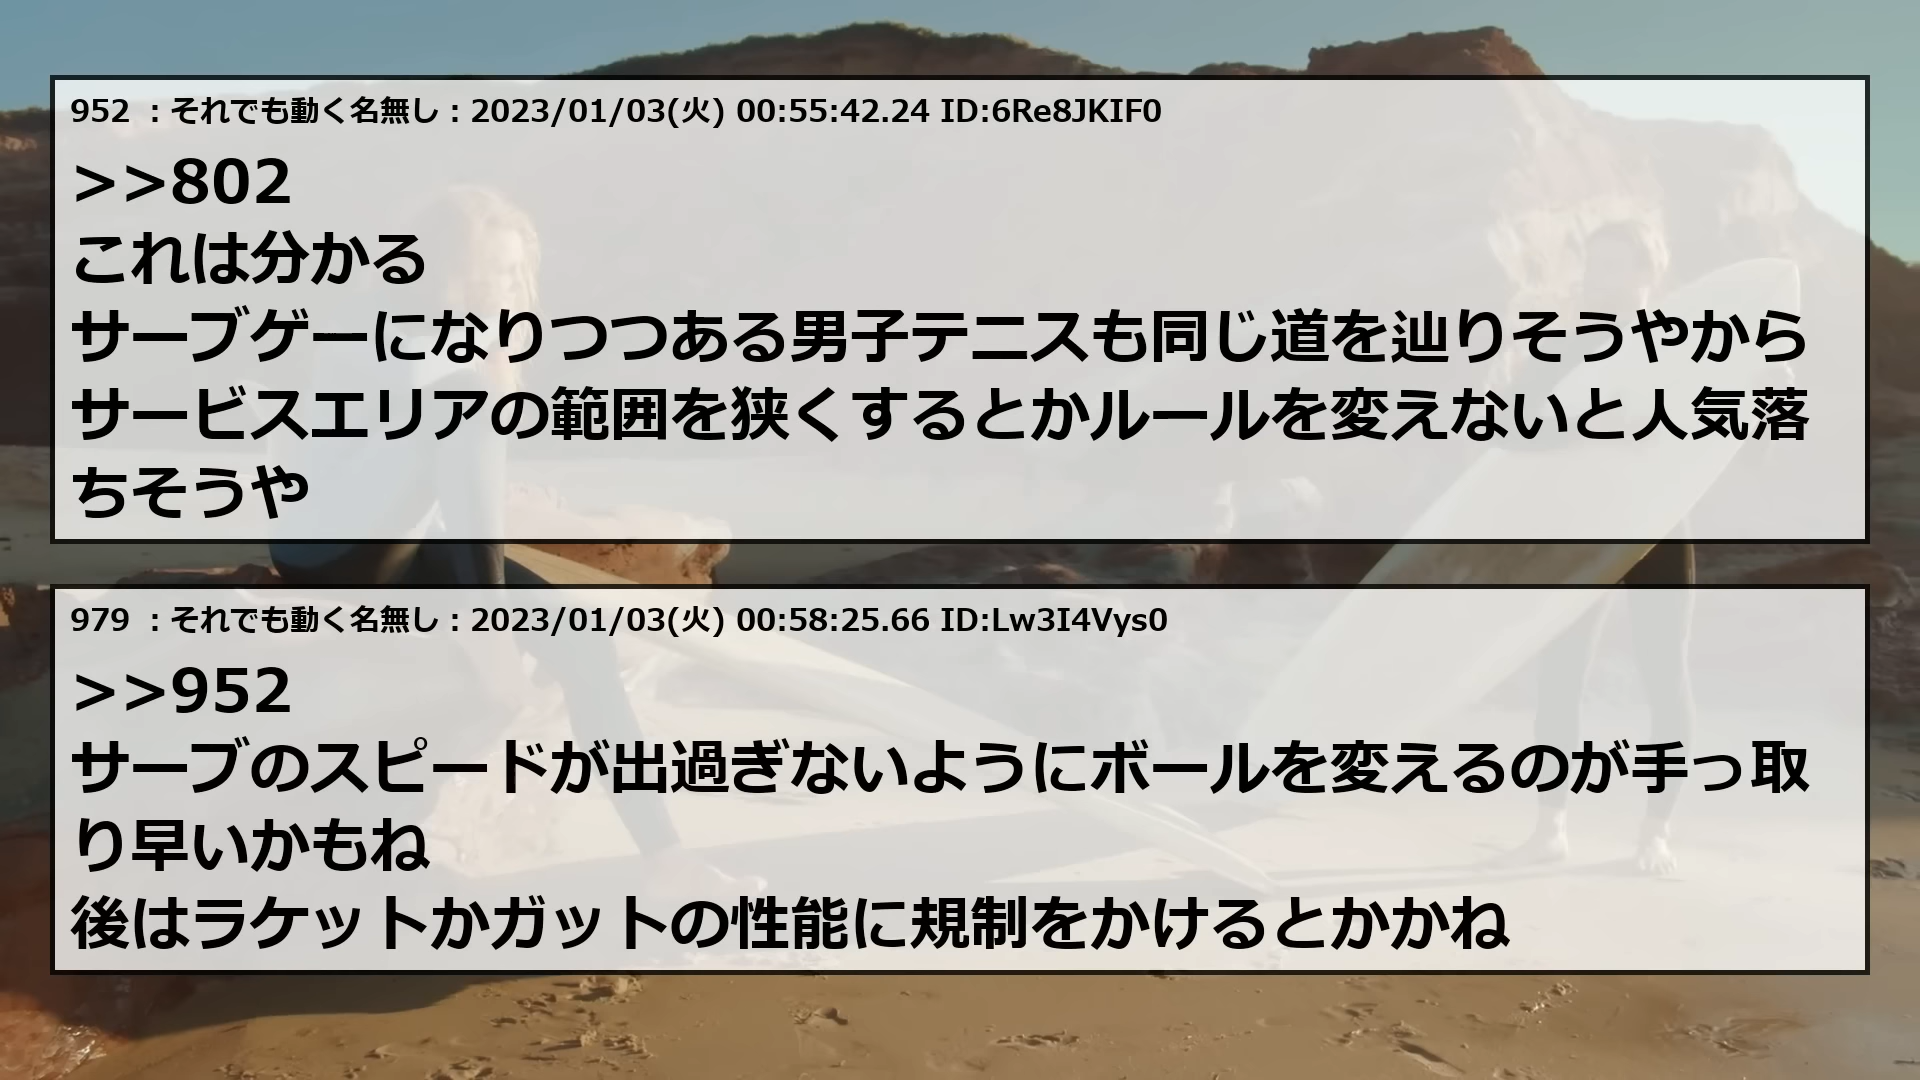 952 ：それでも動く名無し：2023/01/03(火) 00:55:42.24 ID:6Re8JKIF0
>>802
これは分かる
サーブゲーになりつつある男子テニスも同じ道を辿りそうやから
サービスエリアの範囲を狭くするとかルールを変えないと人気落
ちそうや
979 ：それでも動く名無し：2023/01/03(火) 00:58:25.66 ID:Lw3I4Vys0
>>952
サーブのスピードが出過ぎないようにボールを変えるのが手っ取
り早いかもね
後はラケットかガットの性能に規制をかけるとかかね